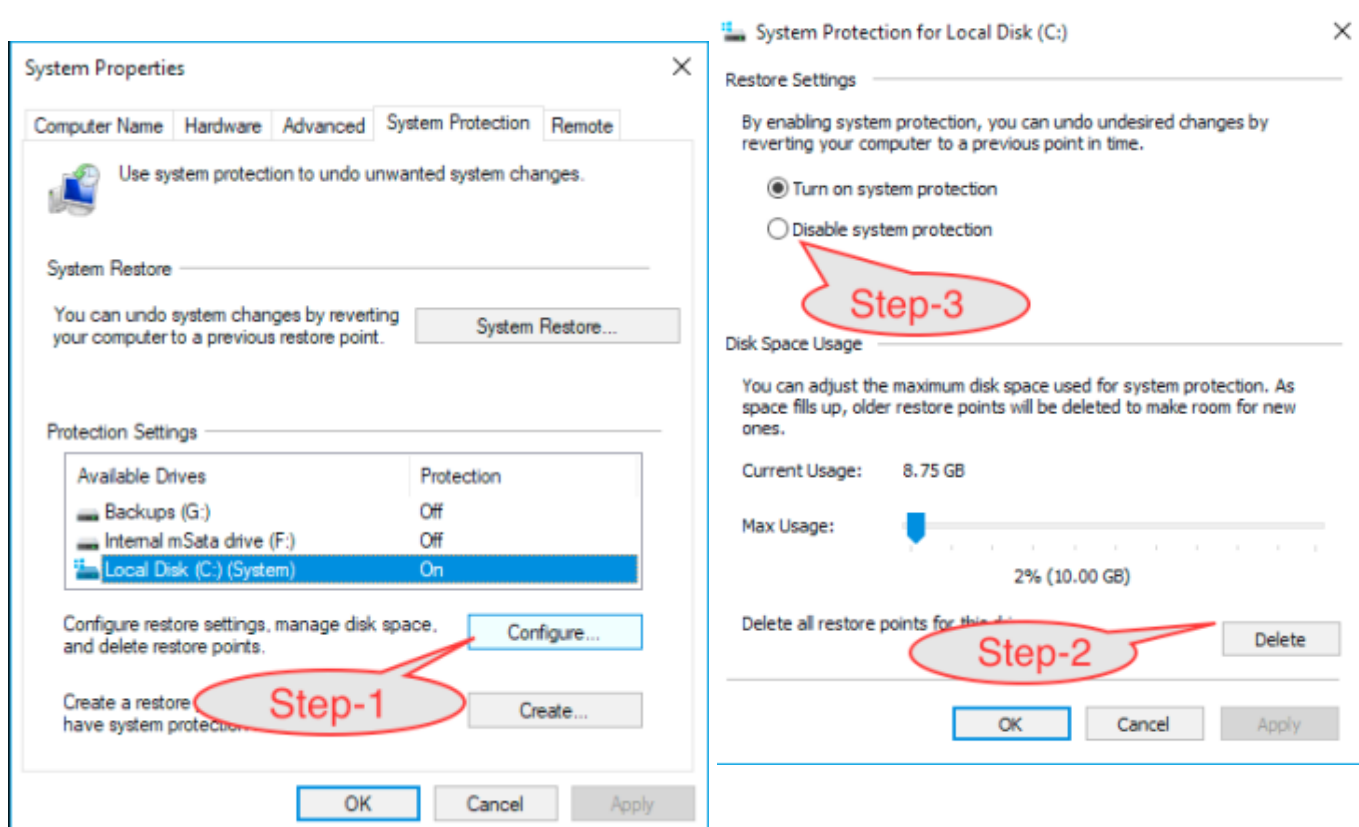 System Properties
Computer Name Hardware Advanced System Protection Remote
Use system protection to undo unwanted system changes.
System Restore
You can undo system changes by reverting
your computer to a previous restore point.
System Restore...
Protection Settings
Available Drives Protection
Backups (G:) Off
Internal mSata drive (F:) Off
Local Disk (C:) (System) On
Configure restore settings, manage disk space,
and delete restore points.
Configure...
Step-1
Create a restore
have system protection
Create...
OK Cancel Apply
System Protection for Local Disk (C:)
Restore Settings
By enabling system protection, you can undo undesired changes by
reverting your computer to a previous point in time.
Turn on system protection
Disable system protection
Step-3
Disk Space Usage
You can adjust the maximum disk space used for system protection. As
space fills up, older restore points will be deleted to make room for new
ones.
Current Usage: 8.75 GB
Max Usage:
2% (10.00 GB)
Delete all restore points for this
Step-2
Delete
OK Cancel Apply